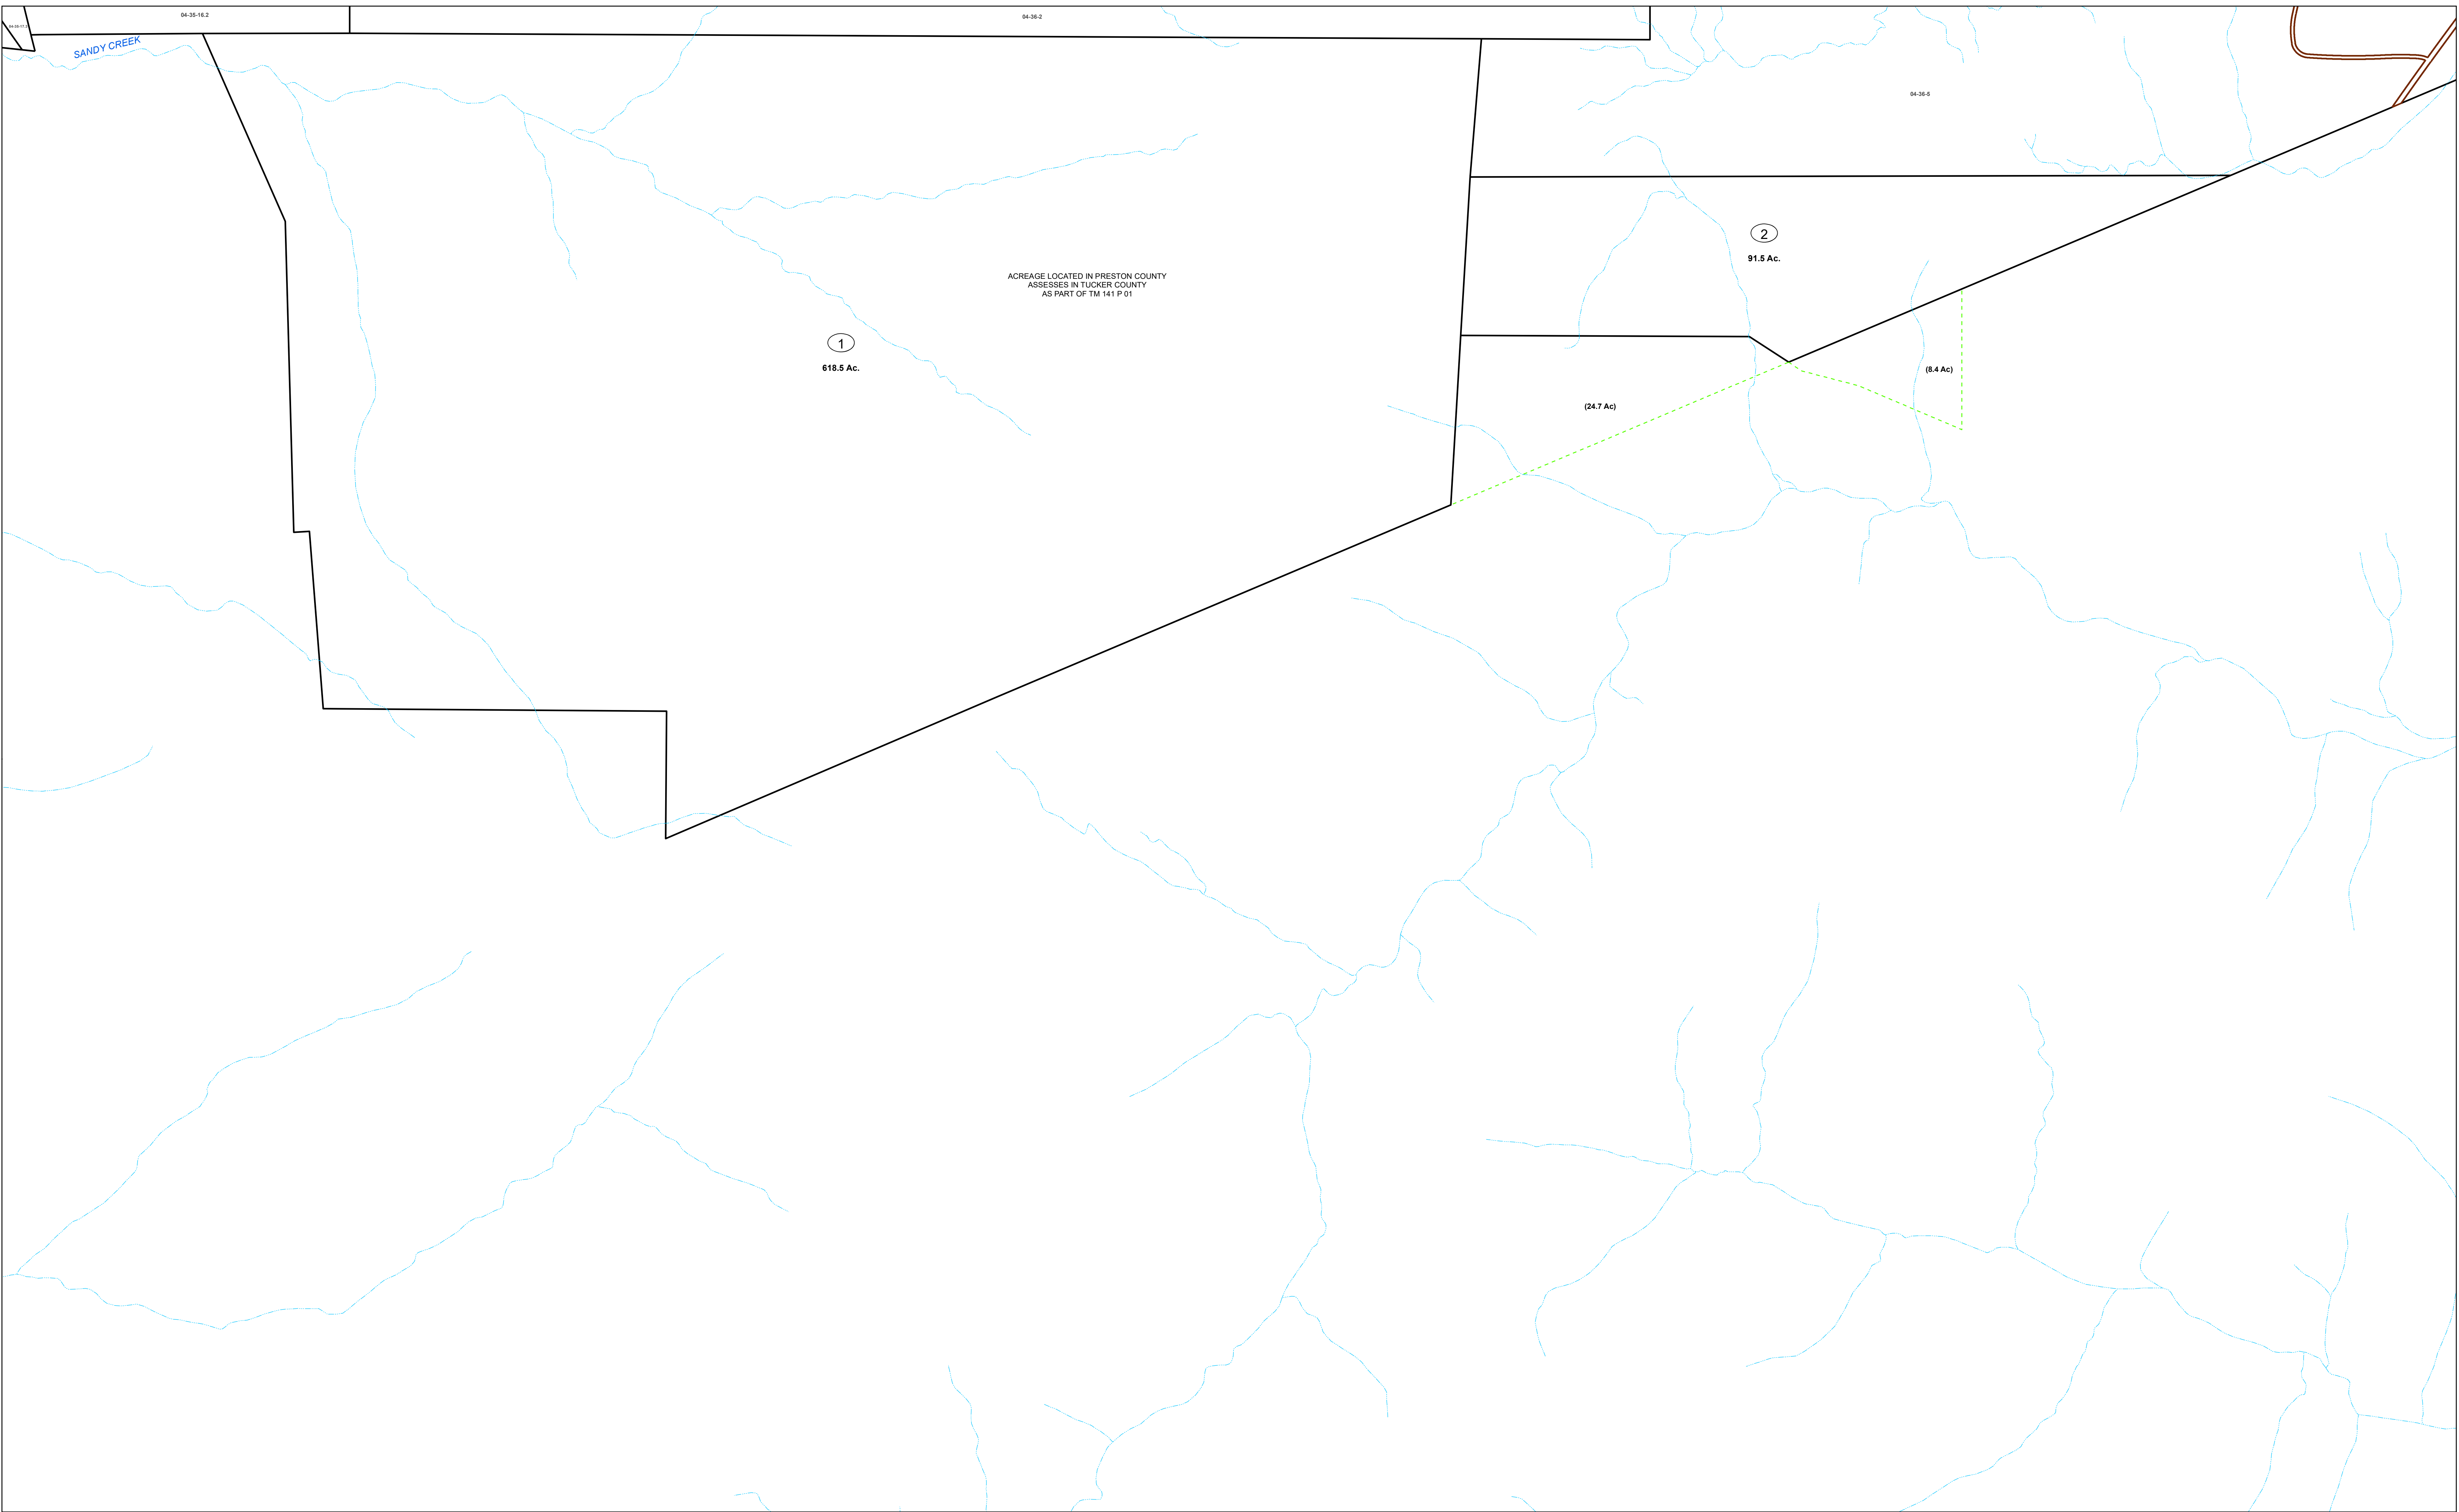 04-35-16.2
04-36-2
SANDY CREEK
04-36-5
2
91.5 Ac.
ACREAGE LOCATED IN PRESTON COUNTY
ASSESSES IN TUCKER COUNTY
AS PART OF TM 141 P 01
1
618.5 Ac.
(8.4 Ac)
(24.7 Ac)